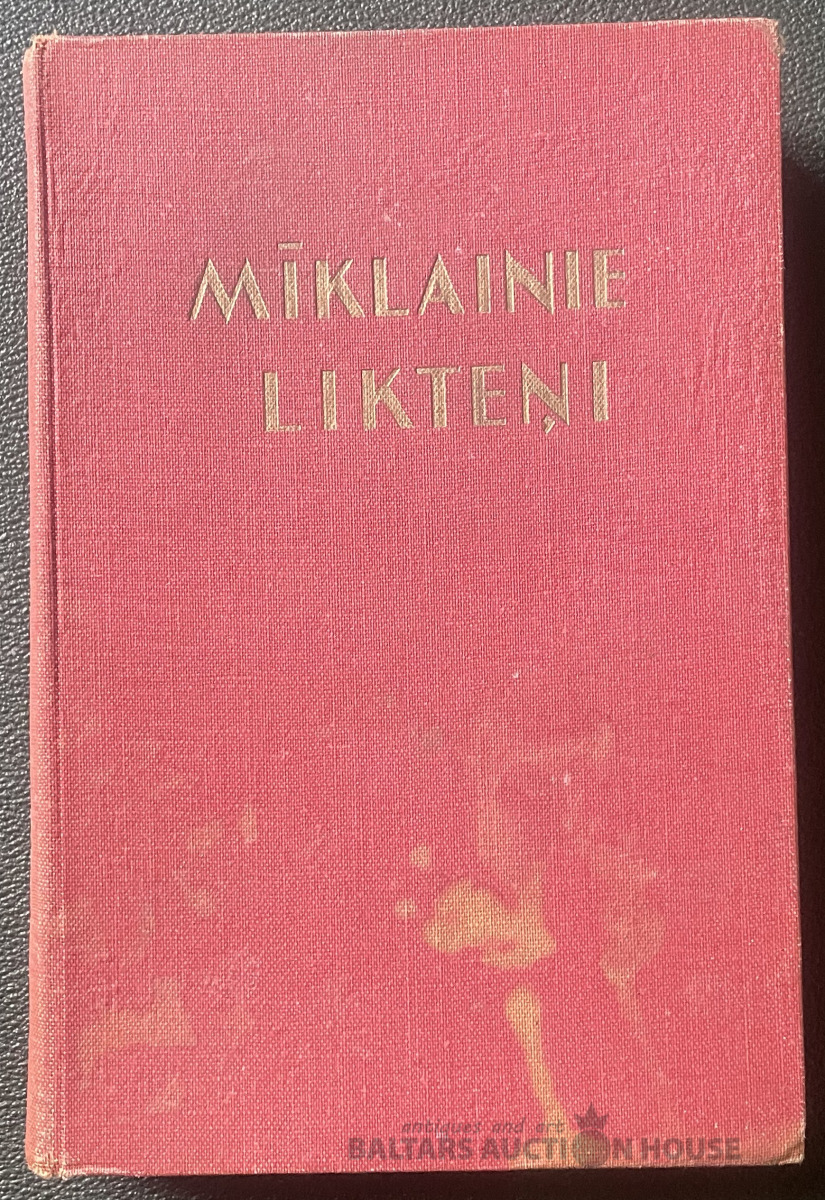 MĪKLAINIE
LIKTEŅI
antiques and art
BALTARS AUCTION HOUSE